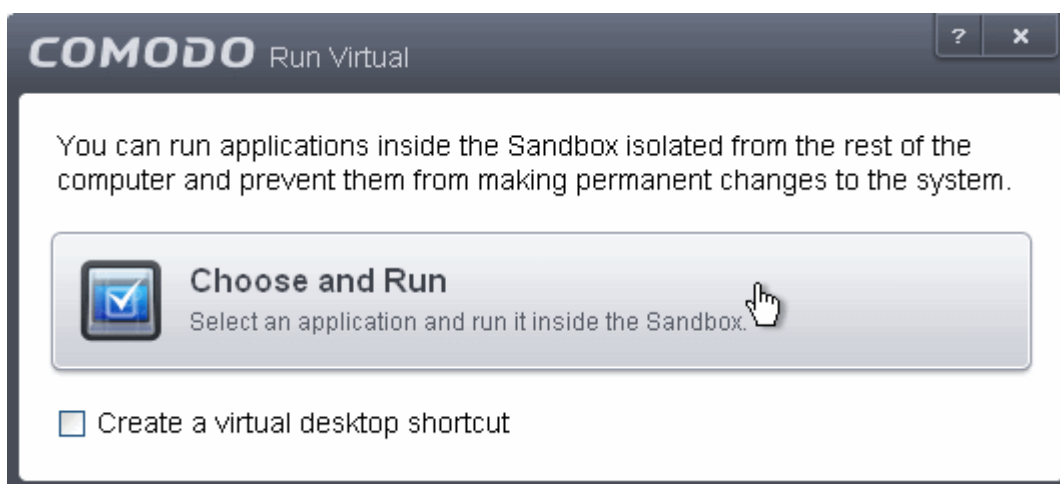 COMODO Run Virtual
? x
You can run applications inside the Sandbox isolated from the rest of the
computer and prevent them from making permanent changes to the system.
Choose and Run
Select an application and run it inside the Sandbox.
Create a virtual desktop shortcut